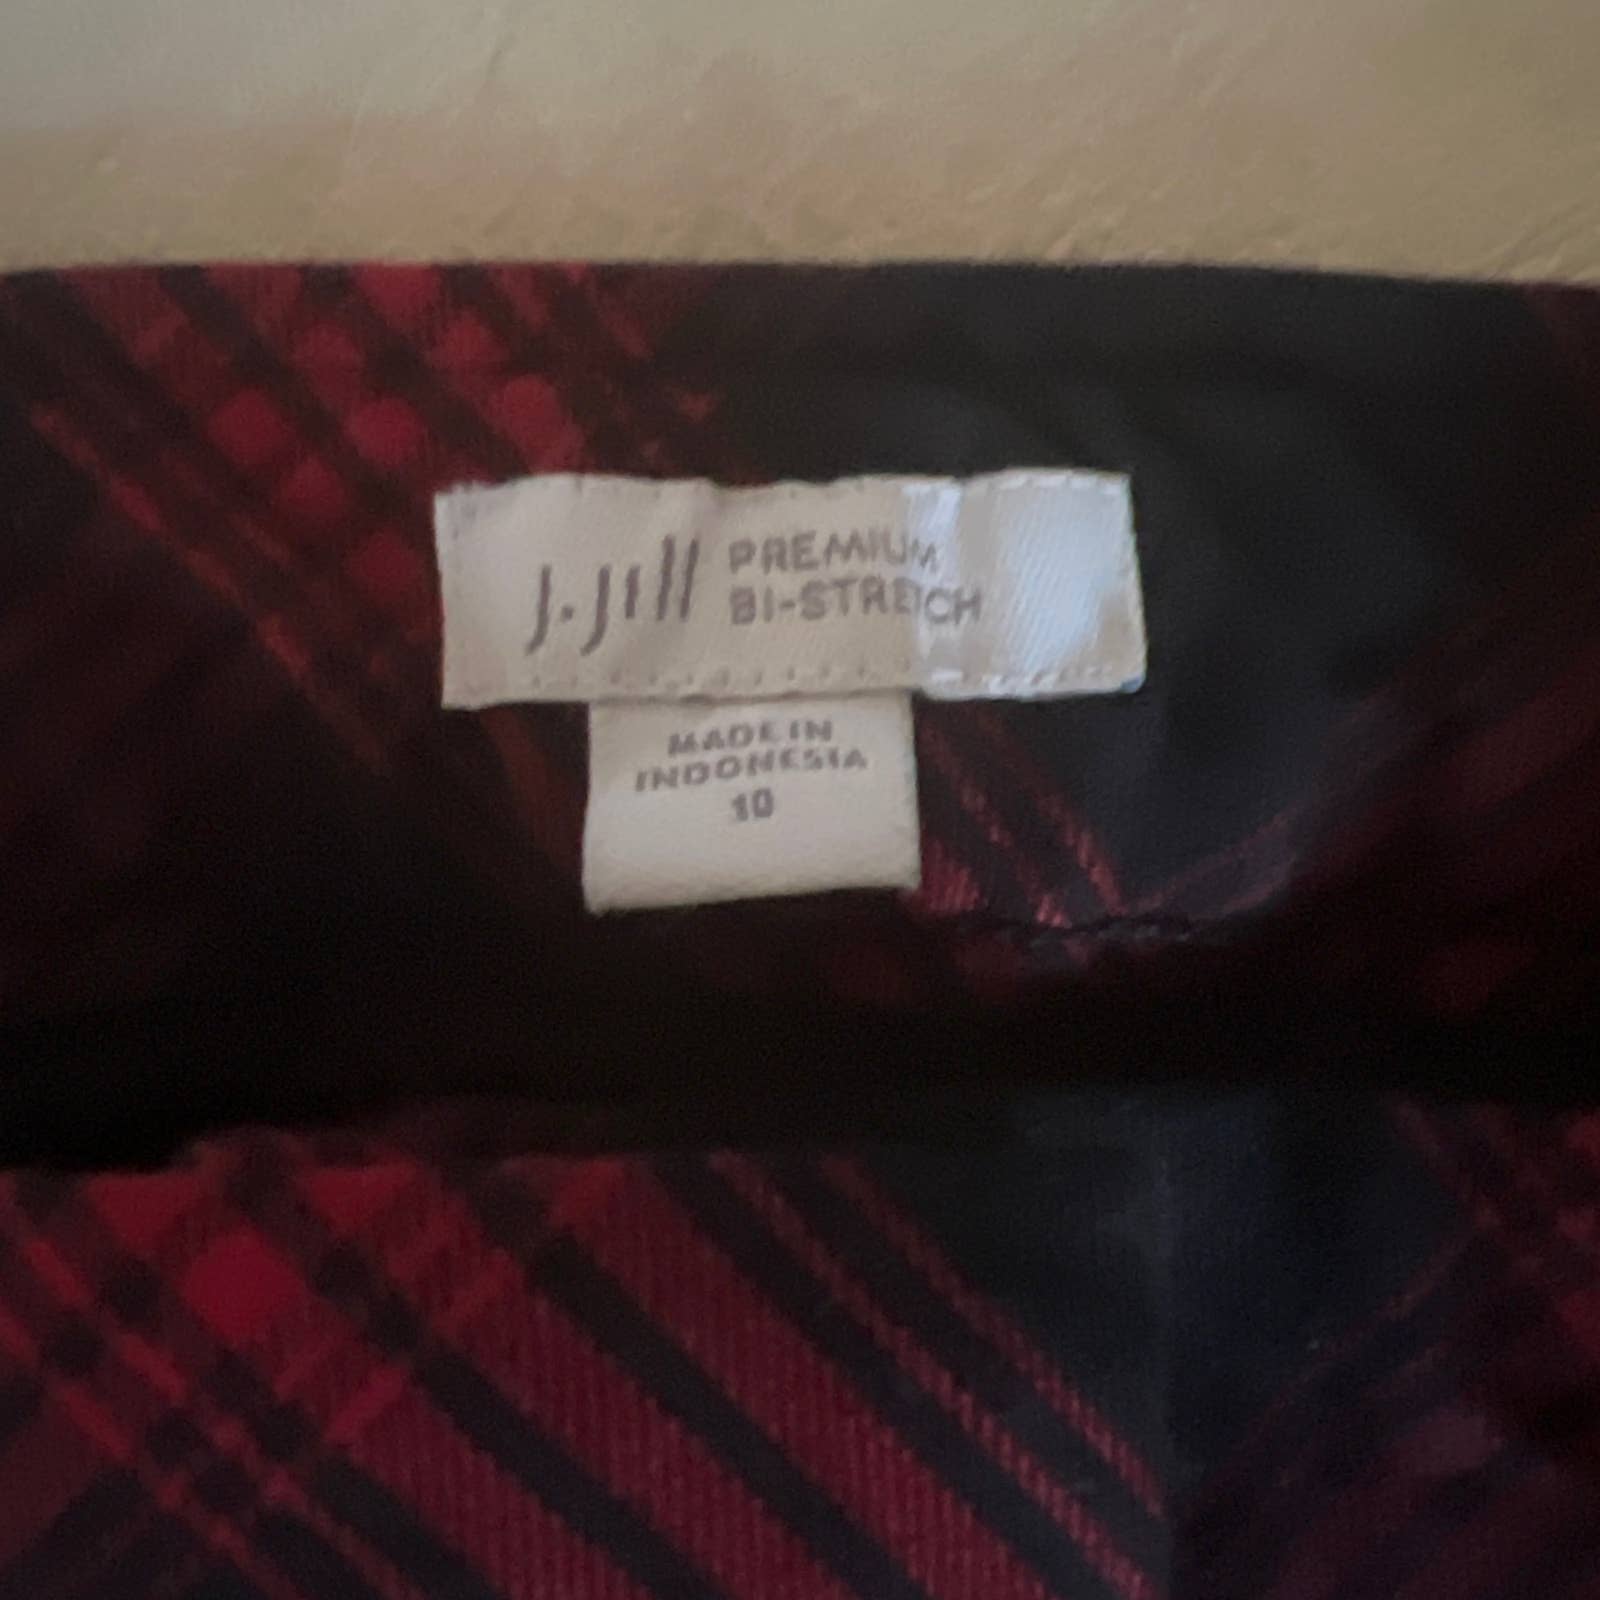 J.Jill PREMIUM
BI-STRETCH
MADE IN
INDONESIA
10